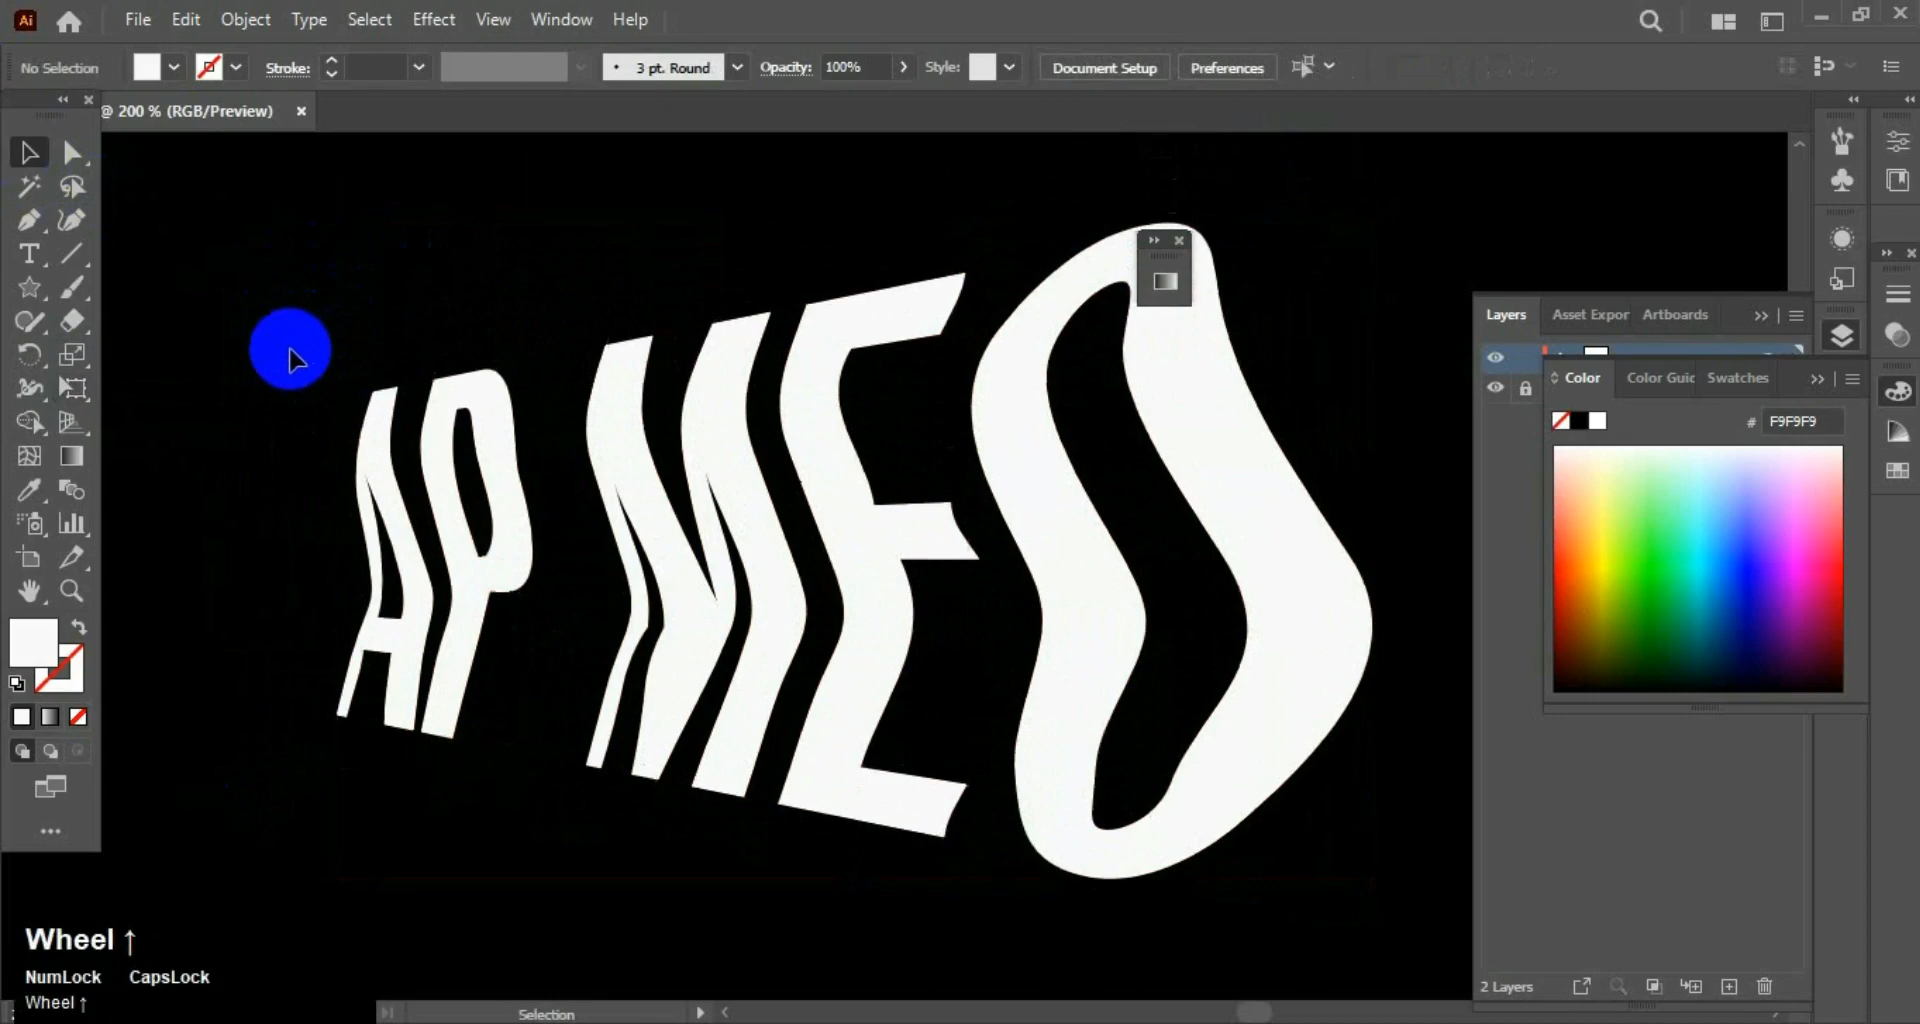 Ai File Edit Object Type Select Effect View Window Help
No Selection Stroke: 3 pt. Round Opacity: 100% Style: Document Setup Preferences
@ 200 % (RGB/Preview)
AP MEO
Layers Asset Expor Artboards
Color Color Guic Swatches
# F9F9F9
2 Layers
Wheel ↑
NumLock CapsLock
Wheel ↑
Selection